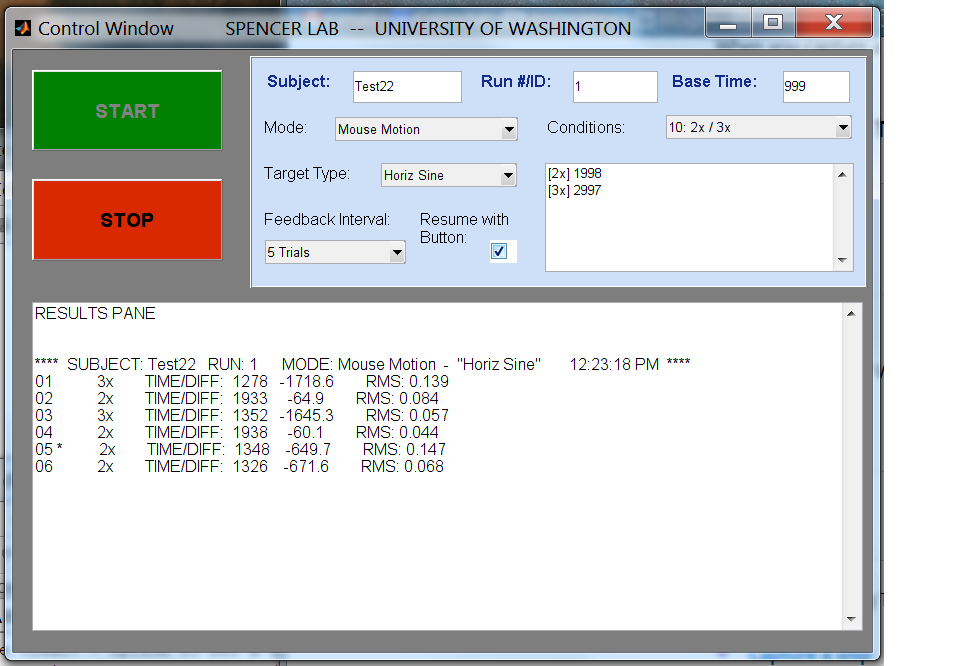 Control Window SPENCER LAB -- UNIVERSITY OF WASHINGTON
START
STOP
Subject: Test22 Run #/ID: 1 Base Time: 999
Mode: Mouse Motion Conditions: 10: 2x / 3x
Target Type: Horiz Sine
[2x] 1998
[3x] 2997
Feedback Interval: Resume with
Button:
5 Trials
RESULTS PANE
**** SUBJECT: Test22 RUN: 1 MODE: Mouse Motion - "Horiz Sine" 12:23:18 PM ****
01 3x TIME/DIFF: 1278 -1718.6 RMS: 0.139
02 2x TIME/DIFF: 1933 -64.9 RMS: 0.084
03 3x TIME/DIFF: 1352 -1645.3 RMS: 0.057
04 2x TIME/DIFF: 1938 -60.1 RMS: 0.044
05 * 2x TIME/DIFF: 1348 -649.7 RMS: 0.147
06 2x TIME/DIFF: 1326 -671.6 RMS: 0.068